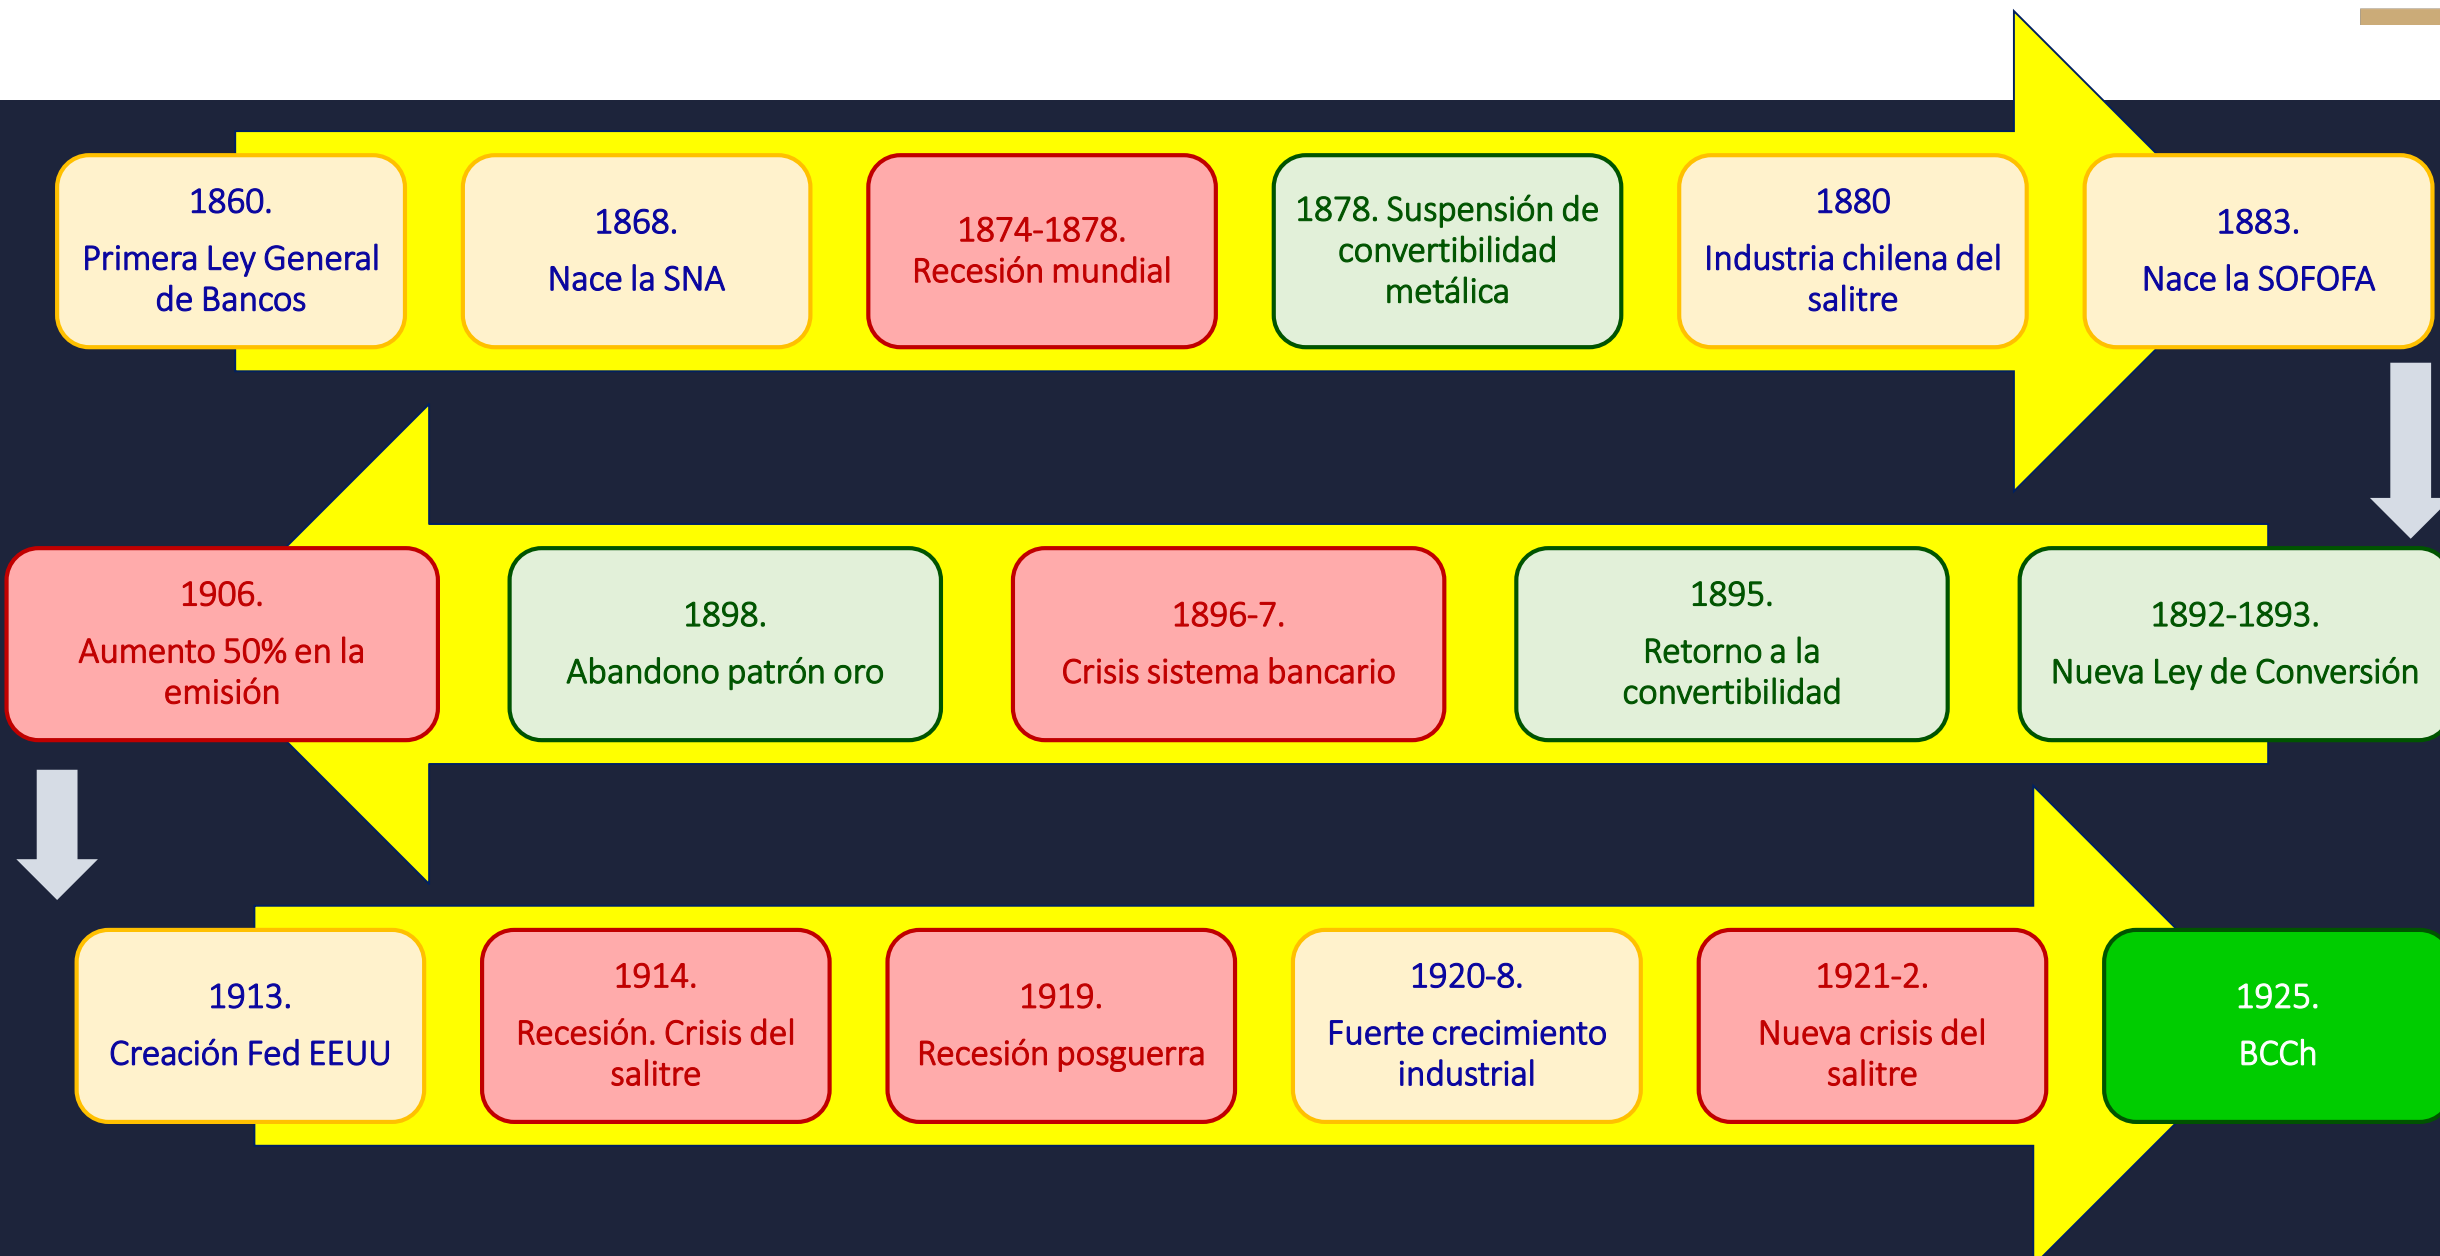 1860.
Primera Ley General
de Bancos
1868.
Nace la SNA
1874-1878.
Recesión mundial
1878. Suspensión de
convertibilidad
metálica
1880
Industria chilena del
salitre
1883.
Nace la SOFOFA
1906.
Aumento 50% en la
emisión
1898.
Abandono patrón oro
1896-7.
Crisis sistema bancario
1895.
Retorno a la
convertibilidad
1892-1893.
Nueva Ley de Conversión
1913.
Creación Fed EEUU
1914.
Recesión. Crisis del
salitre
1919.
Recesión posguerra
1920-8.
Fuerte crecimiento
industrial
1921-2.
Nueva crisis del
salitre
1925.
BCCh